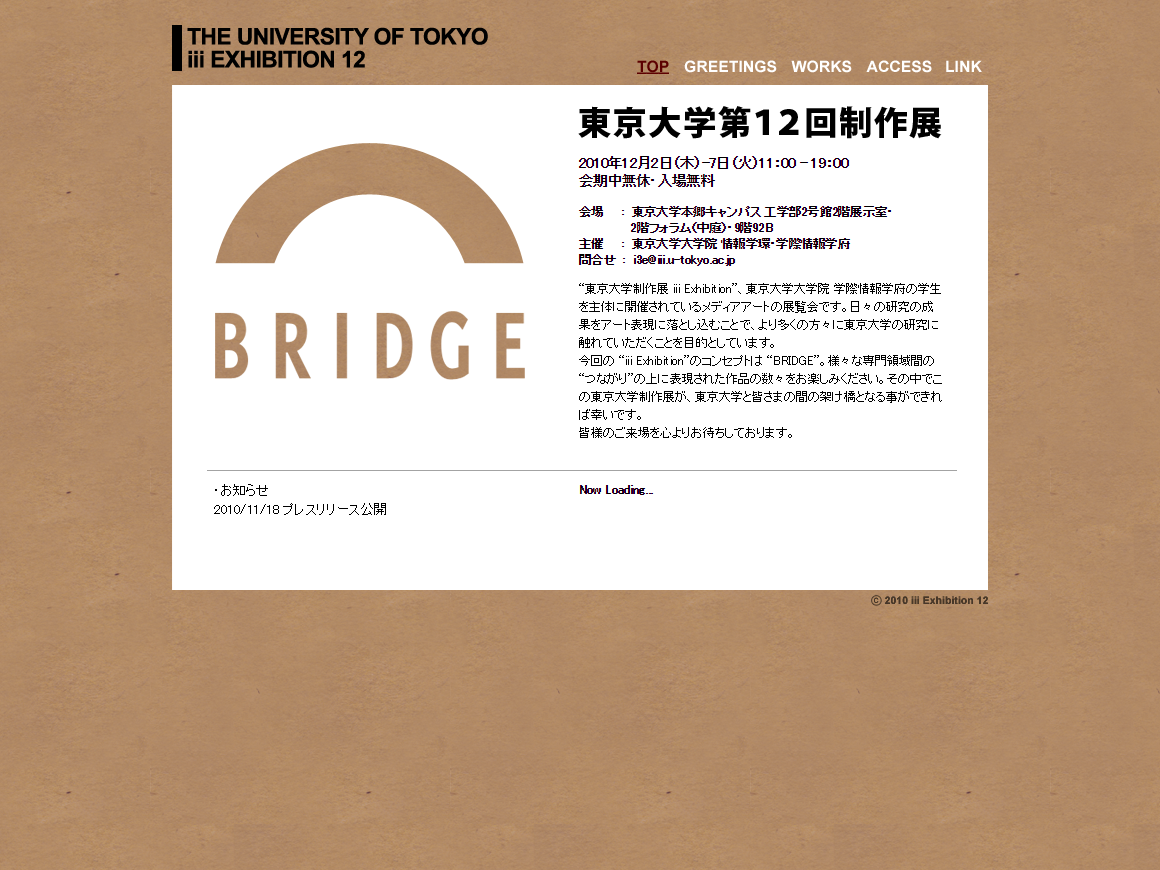 THE UNIVERSITY OF TOKYO
iii EXHIBITION 12
TOP GREETINGS WORKS ACCESS LINK
東京大学第12回制作展
2010年12月2日(木)-7日(火)11:00-19:00
会期中無休・入場無料
BRIDGE
会場 : 東京大学本郷キャンパス 工学部2号館2階展示室・
2階フォラム(中庭)・9階92B
主催 : 東京大学大学院 情報学環・学際情報学府
問合せ : i3e@iii.u-tokyo.ac.jp
“東京大学制作展 iii Exhibition”、東京大学大学院 学際情報学府の学生
を主体に開催されているメディアアートの展覧会です。日々の研究の成
果をアート表現に落とし込むことで、より多くの方々に東京大学の研究に
触れていただくことを目的としています。
今回の “iii Exhibition”のコンセプトは “BRIDGE”。様々な専門領域間の
“つながり”の上に表現された作品の数々をお楽しみください。その中でこ
の東京大学制作展が、東京大学と皆さまの間の架け橋となる事ができれ
ば幸いです。
皆様のご来場を心よりお待ちしております。
・お知らせ
2010/11/18 プレスリリース公開
Now Loading...
© 2010 iii Exhibition 12